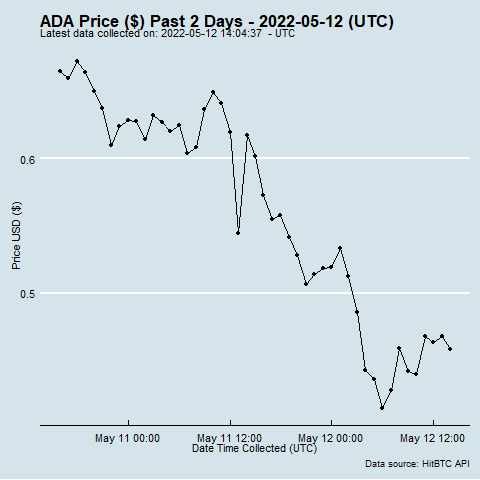 ADA Price ($) Past 2 Days - 2022-05-12 (UTC)
Latest data collected on: 2022-05-12 14:04:37  - UTC
0.6
Price USD ($)
0.5
May 11 00:00 May 11 12:00 May 12 00:00 May 12 12:00
Date Time Collected (UTC)
Data source: HitBTC API